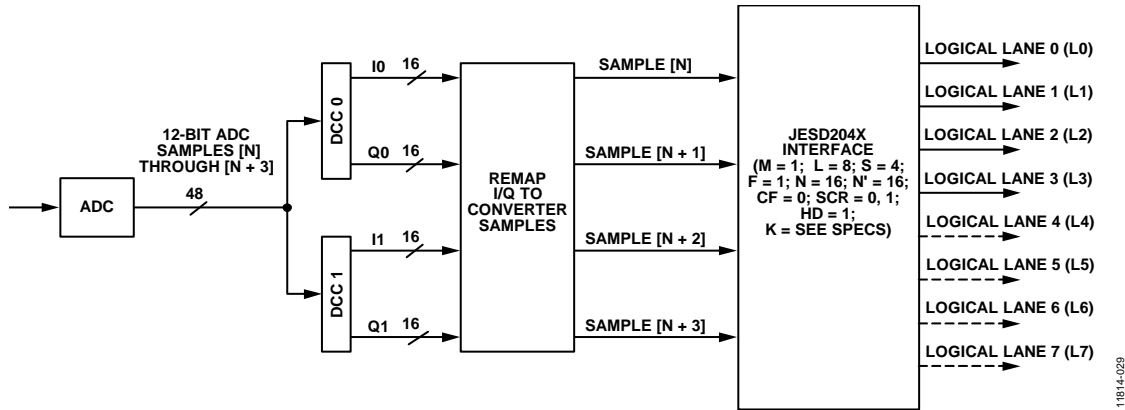 ADC
12-BIT ADC
SAMPLES [N]
THROUGH [N + 3]
48
DCC 0
I0 16
Q0 16
DCC 1
I1 16
Q1 16
REMAP
I/Q TO
CONVERTER
SAMPLES
SAMPLE [N]
SAMPLE [N + 1]
SAMPLE [N + 2]
SAMPLE [N + 3]
JESD204X
INTERFACE
(M = 1; L = 8; S = 4;
F = 1; N = 16; N' = 16;
CF = 0; SCR = 0, 1;
HD = 1;
K = SEE SPECS)
LOGICAL LANE 0 (L0)
LOGICAL LANE 1 (L1)
LOGICAL LANE 2 (L2)
LOGICAL LANE 3 (L3)
LOGICAL LANE 4 (L4)
LOGICAL LANE 5 (L5)
LOGICAL LANE 6 (L6)
LOGICAL LANE 7 (L7)
11814-029